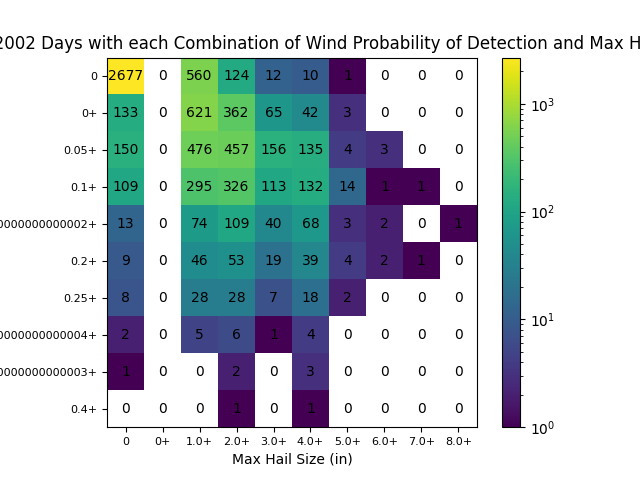 2002 Days with each Combination of Wind Probability of Detection and Max H
0 2677 0 560 124 12 10 1 0 0 0
0+ 133 0 621 362 65 42 3 0 0 0
0.05+ 150 0 476 457 156 135 4 3 0 0
0.1+ 109 0 295 326 113 132 14 1 1 0
0000000000002+ 13 0 74 109 40 68 3 2 0 1
0.2+ 9 0 46 53 19 39 4 2 1 0
0.25+ 8 0 28 28 7 18 2 0 0 0
0000000000004+ 2 0 5 6 1 4 0 0 0 0
0000000000003+ 1 0 0 2 0 3 0 0 0 0
0.4+ 0 0 0 1 0 1 0 0 0 0
0 0+ 1.0+ 2.0+ 3.0+ 4.0+ 5.0+ 6.0+ 7.0+ 8.0+
Max Hail Size (in)
10³
10²
10¹
10⁰